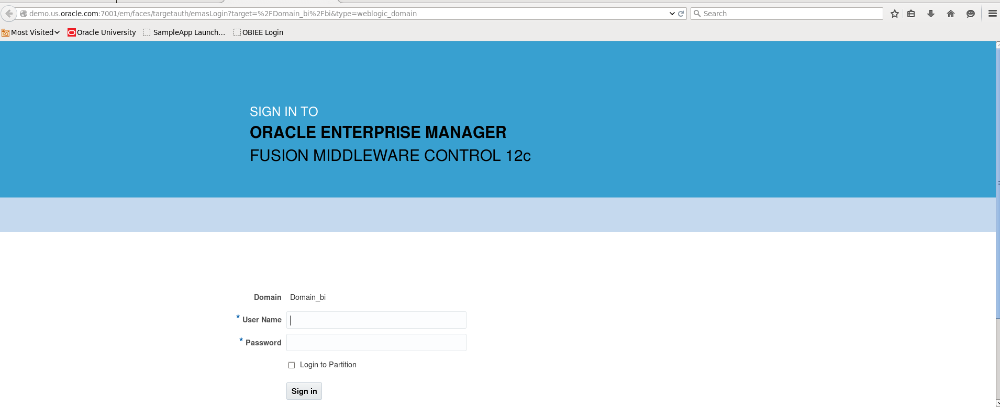 demo.us.oracle.com:7001/em/faces/targetauth/emasLogin?target=%2FDomain_bi%2Fbi&type=weblogic_domain
Search
Most Visited
Oracle University
SampleApp Launch...
OBIEE Login
SIGN IN TO
ORACLE ENTERPRISE MANAGER
FUSION MIDDLEWARE CONTROL 12c
Domain Domain_bi
* User Name
* Password
Login to Partition
Sign in